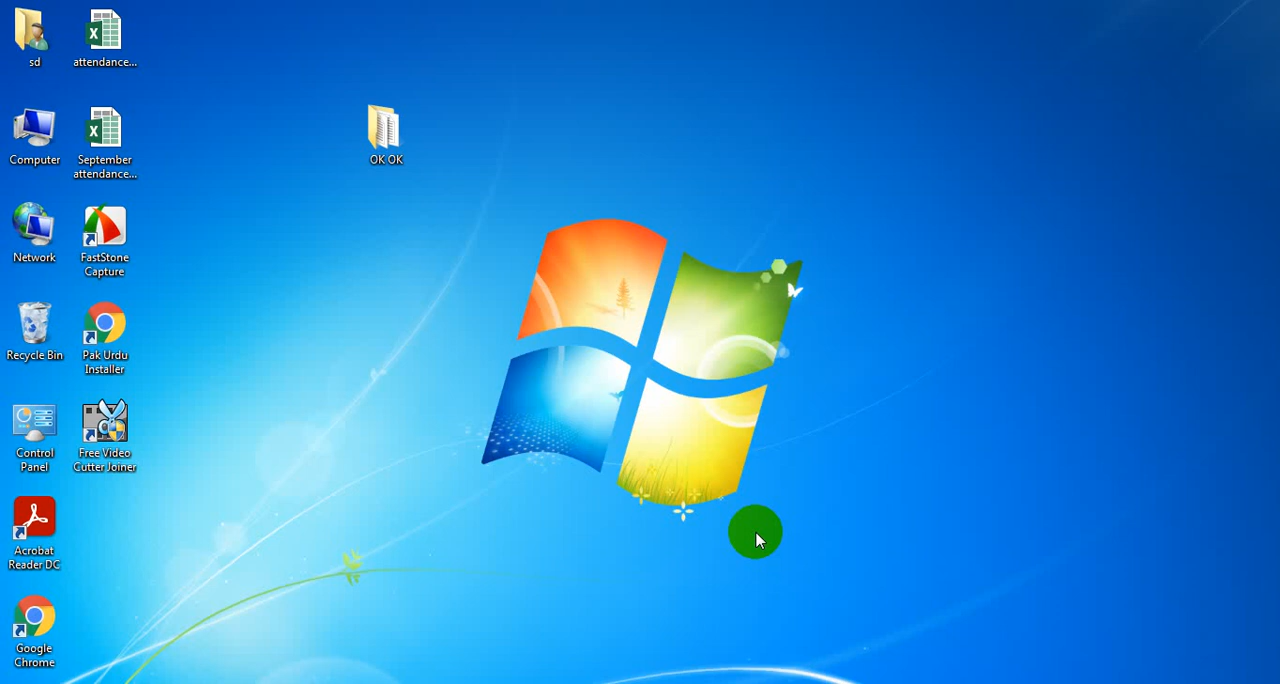 sd
attendance...
Computer
September
attendance...
OK OK
Network
FastStone
Capture
Recycle Bin
Pak Urdu
Installer
Control
Panel
Free Video
Cutter Joiner
Acrobat
Reader DC
Google
Chrome